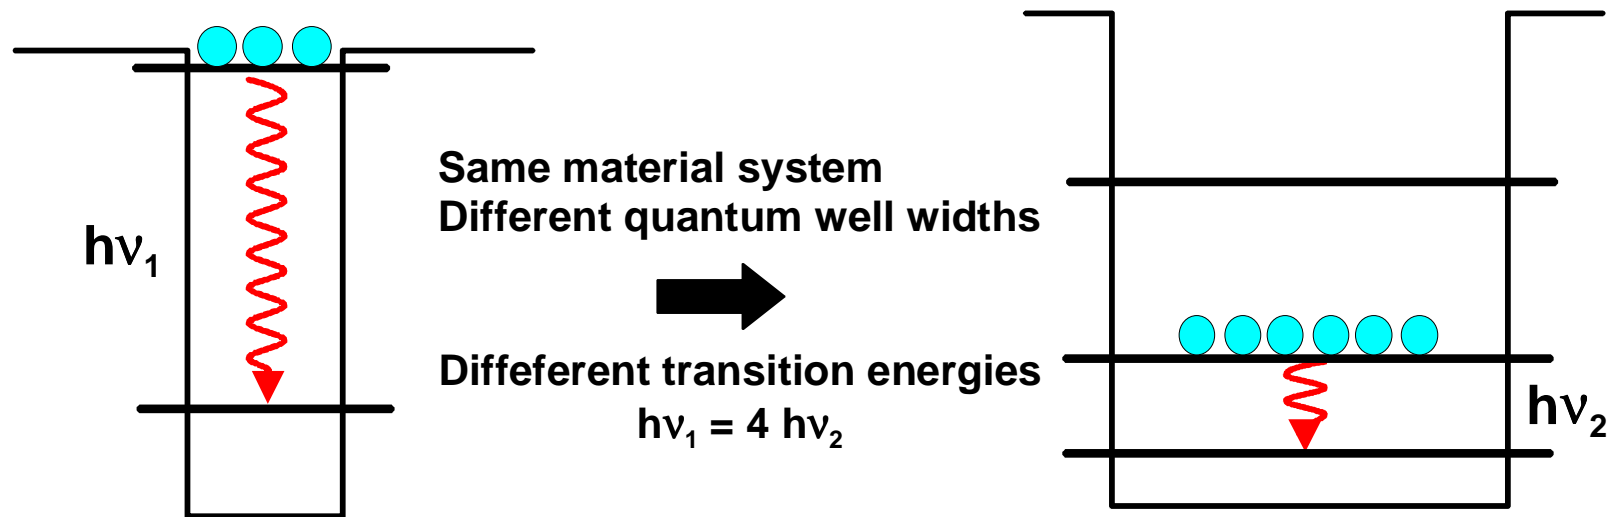 hν₁
Same material system
Different quantum well widths
Diffeferent transition energies
hν₁ = 4 hν₂
hν₂